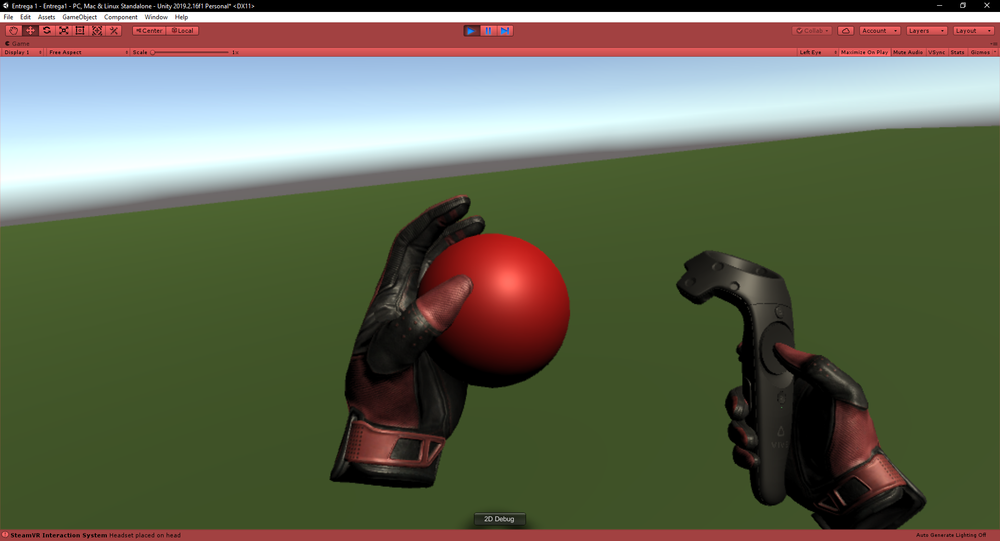 Entrega 1 - Entrega1 - PC, Mac & Linux Standalone - Unity 2019.2.16f1 Personal* <DX11>
File Edit Assets GameObject Component Window Help
Center Local Collab Account Layers Layout
Game
Display 1 Free Aspect Scale 1x Left Eye Maximize On Play Mute Audio VSync Stats Gizmos
VIVE
2D Debug
SteamVR Interaction System Headset placed on head Auto Generate Lighting Off